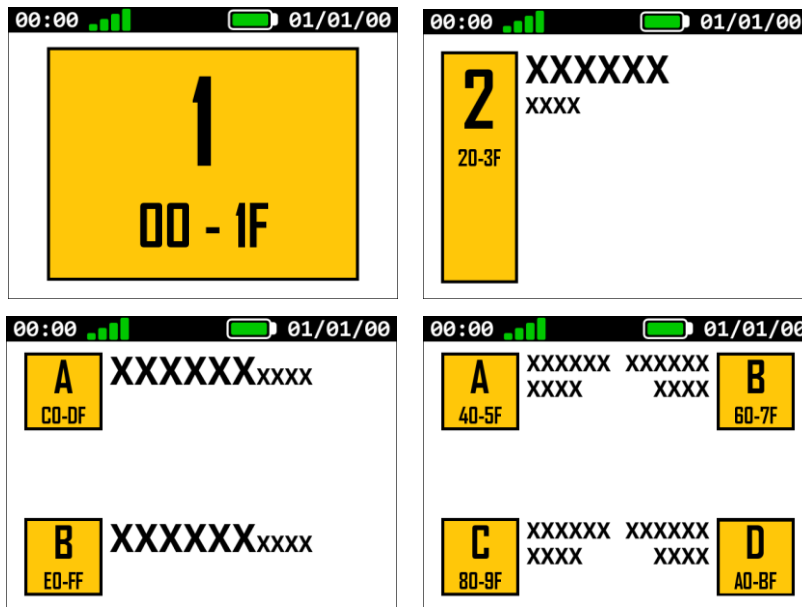 00:00 01/01/00
1
00 - 1F
00:00 01/01/00
2
20-3F
XXXXXX
XXXX
00:00 01/01/00
A
C0-DF
XXXXXXXXXX
B
E0-FF
XXXXXXXXXX
00:00 01/01/00
A
40-5F
XXXXXX
XXXX
XXXXXX
XXXX
B
60-7F
C
80-9F
XXXXXX
XXXX
XXXXXX
XXXX
D
A0-BF